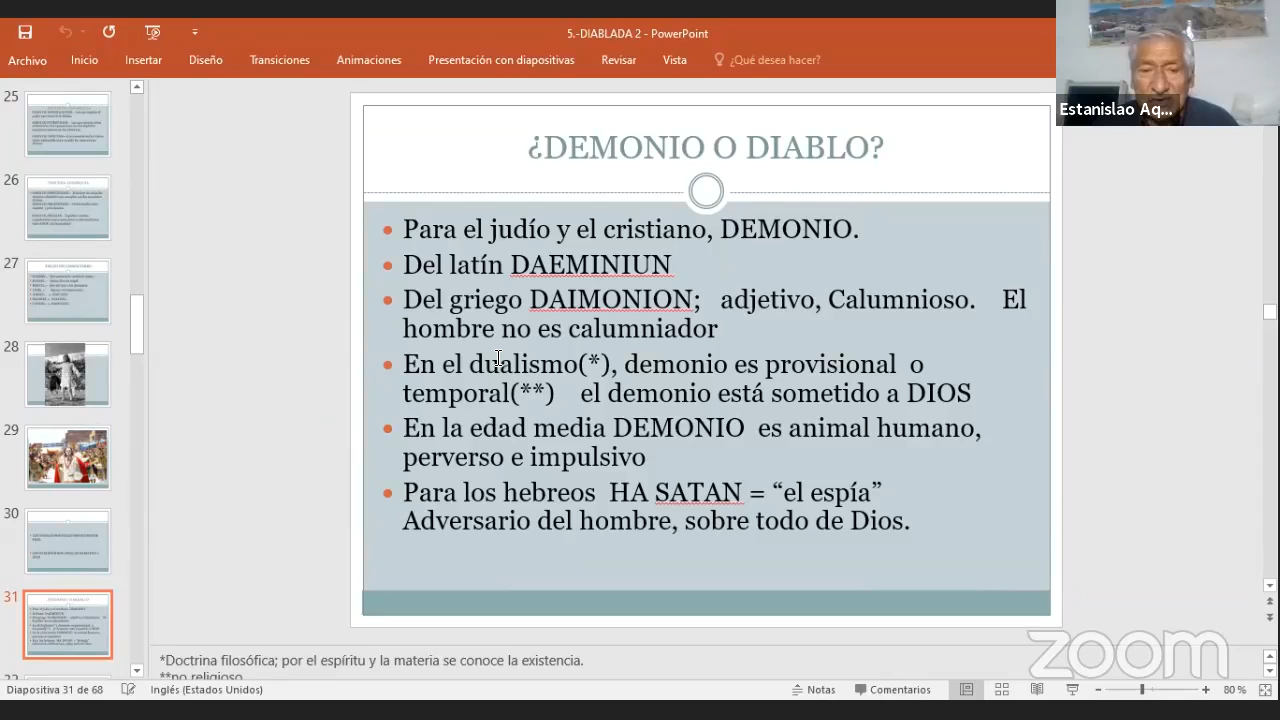 5.-DIABLADA 2 - PowerPoint
Archivo Inicio Insertar Diseño Transiciones Animaciones Presentación con diapositivas Revisar Vista ¿Qué desea hacer?
Estanislao Aq...
25
26
27
28
29
30
31
¿DEMONIO O DIABLO?
Para el judío y el cristiano, DEMONIO.
Del latín DAEMINIUN
Del griego DAIMONION; adjetivo, Calumnioso. El
hombre no es calumniador
En el dualismo(*), demonio es provisional o
temporal(**) el demonio está sometido a DIOS
En la edad media DEMONIO es animal humano,
perverso e impulsivo
Para los hebreos HA SATAN = “el espía”
Adversario del hombre, sobre todo de Dios.
*Doctrina filosófica; por el espíritu y la materia se conoce la existencia.
**no religioso
zoom
Diapositiva 31 de 68 Inglés (Estados Unidos) Notas Comentarios 80 %